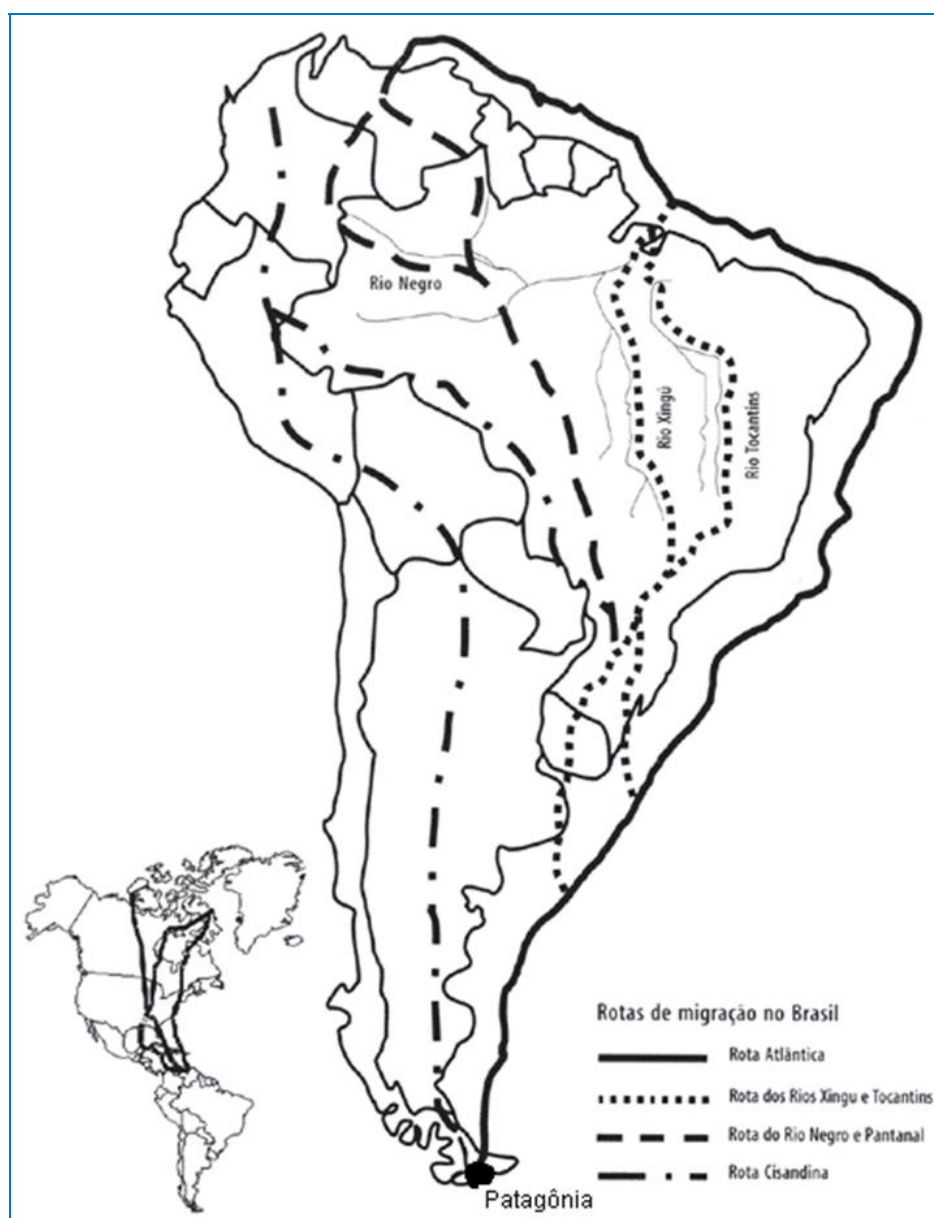 Rio Negro
Rio Xingú
Rio Tocantins
Rotas de migração no Brasil
Rota Atlântica
Rota dos Rios Xingu e Tocantins
Rota do Rio Negro e Pantanal
Rota Cisandina
Patagônia